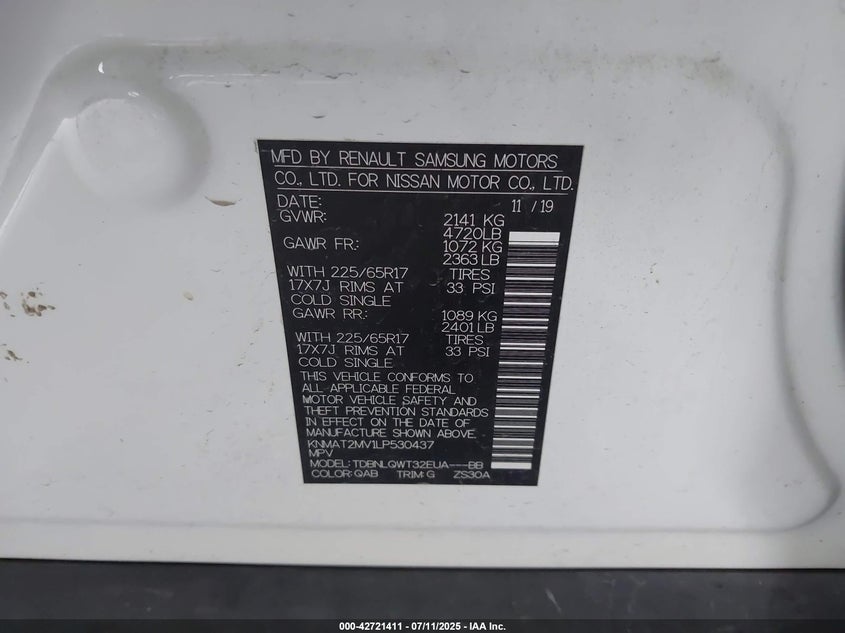 MFD BY RENAULT SAMSUNG MOTORS
CO., LTD. FOR NISSAN MOTOR CO., LTD.
DATE: 11 / 19
GVWR: 2141 KG
4720LB
GAWR FR.: 1072 KG
2363 LB
WITH 225/65R17 TIRES
17X7J RIMS AT 33 PSI
COLD SINGLE
GAWR RR.: 1089 KG
2401 LB
WITH 225/65R17 TIRES
17X7J RIMS AT 33 PSI
COLD SINGLE
THIS VEHICLE CONFORMS TO
ALL APPLICABLE FEDERAL
MOTOR VEHICLE SAFETY AND
THEFT PREVENTION STANDARDS
IN EFFECT ON THE DATE OF
MANUFACTURE SHOWN ABOVE.
KNMAT2MV1LP530437
MPV
MODEL: TDBNLQWT32EUA---BB
COLOR: QAB TRIM: G ZS30A
000-42721411 - 07/11/2025 - IAA Inc.